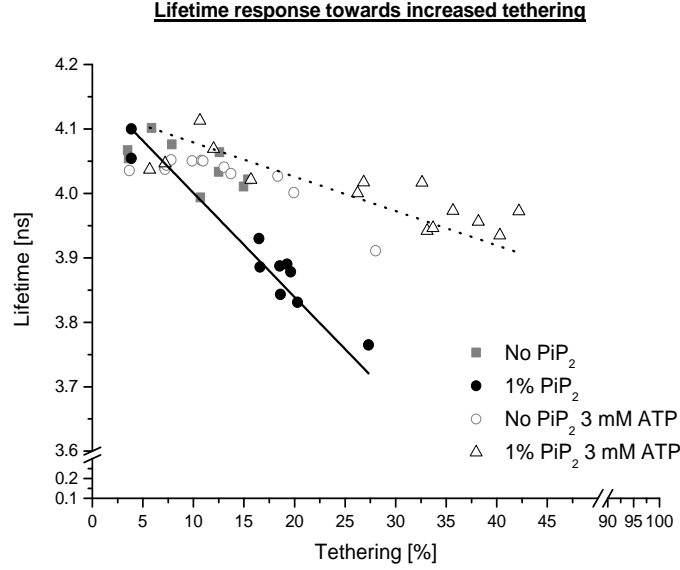 Lifetime response towards increased tethering
4.2
4.1
4.0
3.9
3.8
3.7
3.6
0.2
0.1
Lifetime [ns]
No PiP2
1% PiP2
No PiP2 3 mM ATP
1% PiP2 3 mM ATP
0 5 10 15 20 25 30 35 40 45 90 95 100
Tethering [%]